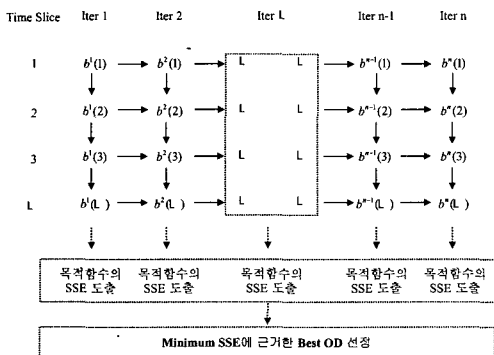 Time Slice Iter 1 Iter 2 Iter L Iter n-1 Iter n
1 b¹(1) b²(1) L L bⁿ⁻¹(1) bⁿ(1)
2 b¹(2) b²(2) L L bⁿ⁻¹(2) bⁿ(2)
3 b¹(3) b²(3) L L bⁿ⁻¹(3) bⁿ(3)
L b¹(L ) b²(L ) L L bⁿ⁻¹(L ) bⁿ(L )
목적함수의 목적함수의 목적함수의 목적함수의 목적함수의
SSE 도출 SSE 도출 SSE 도출 SSE 도출 SSE 도출
Minimum SSE에 근거한 Best OD 선정